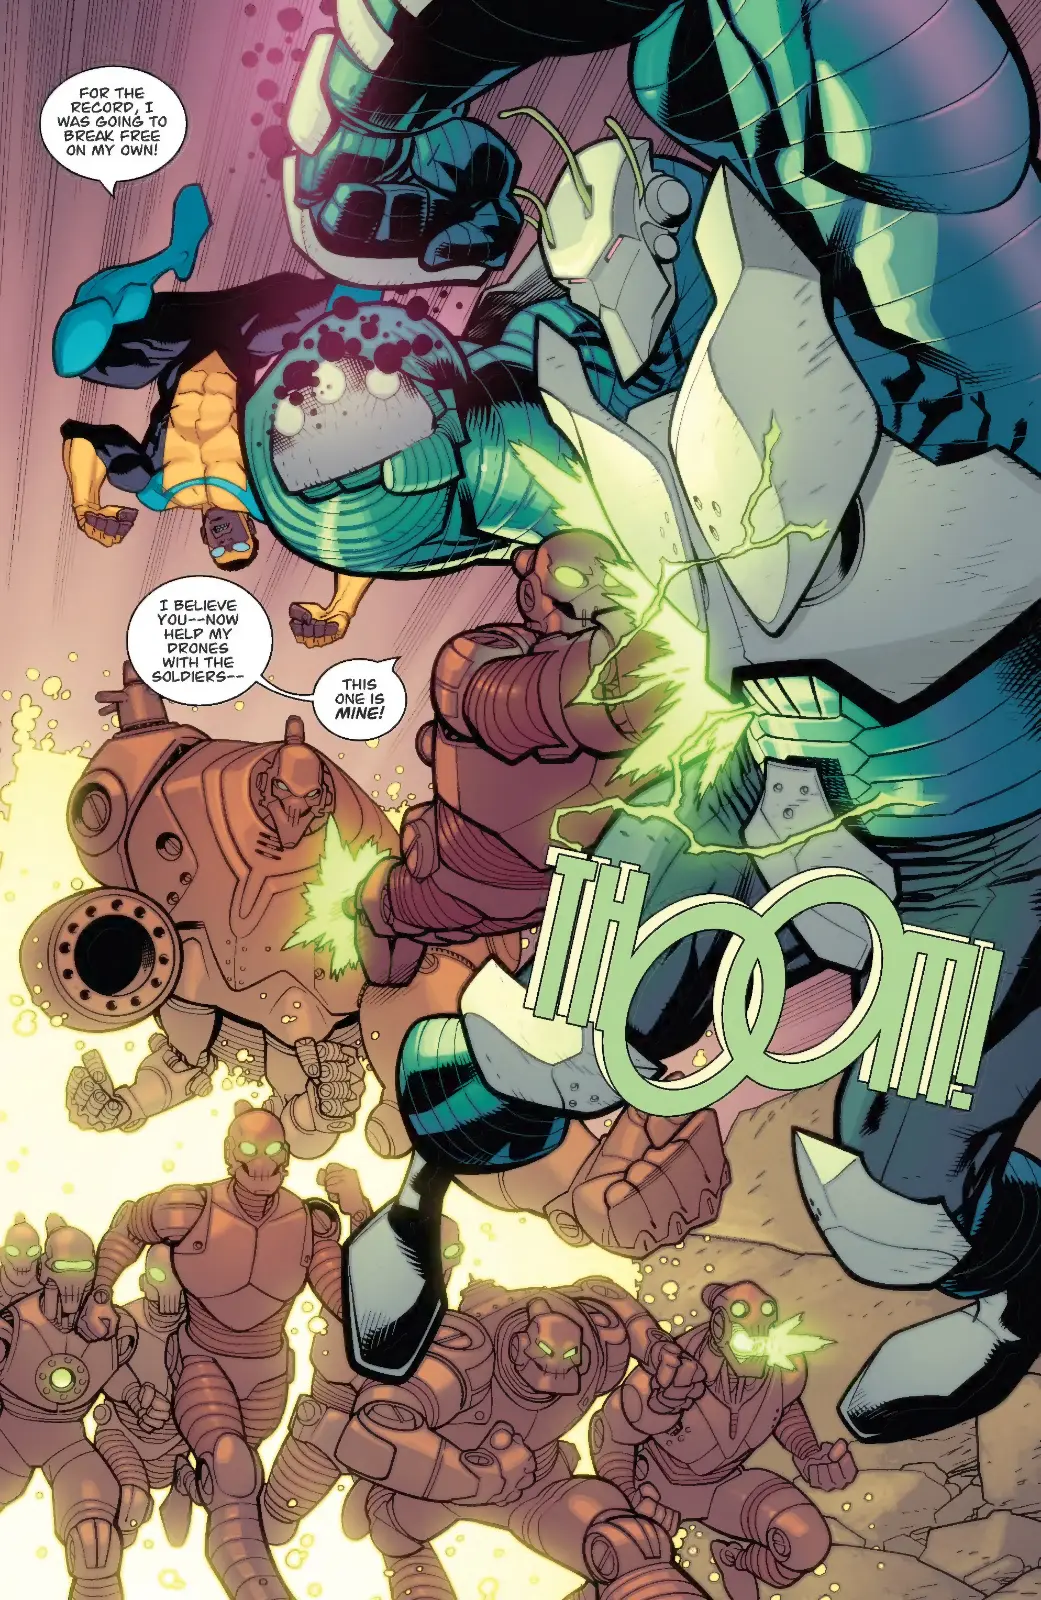 FOR THE
RECORD, I
WAS GOING TO
BREAK FREE
ON MY OWN!
I BELIEVE
YOU--NOW
HELP MY
DRONES
WITH THE
SOLDIERS--
THIS
ONE IS
MINE!
THOOOM!